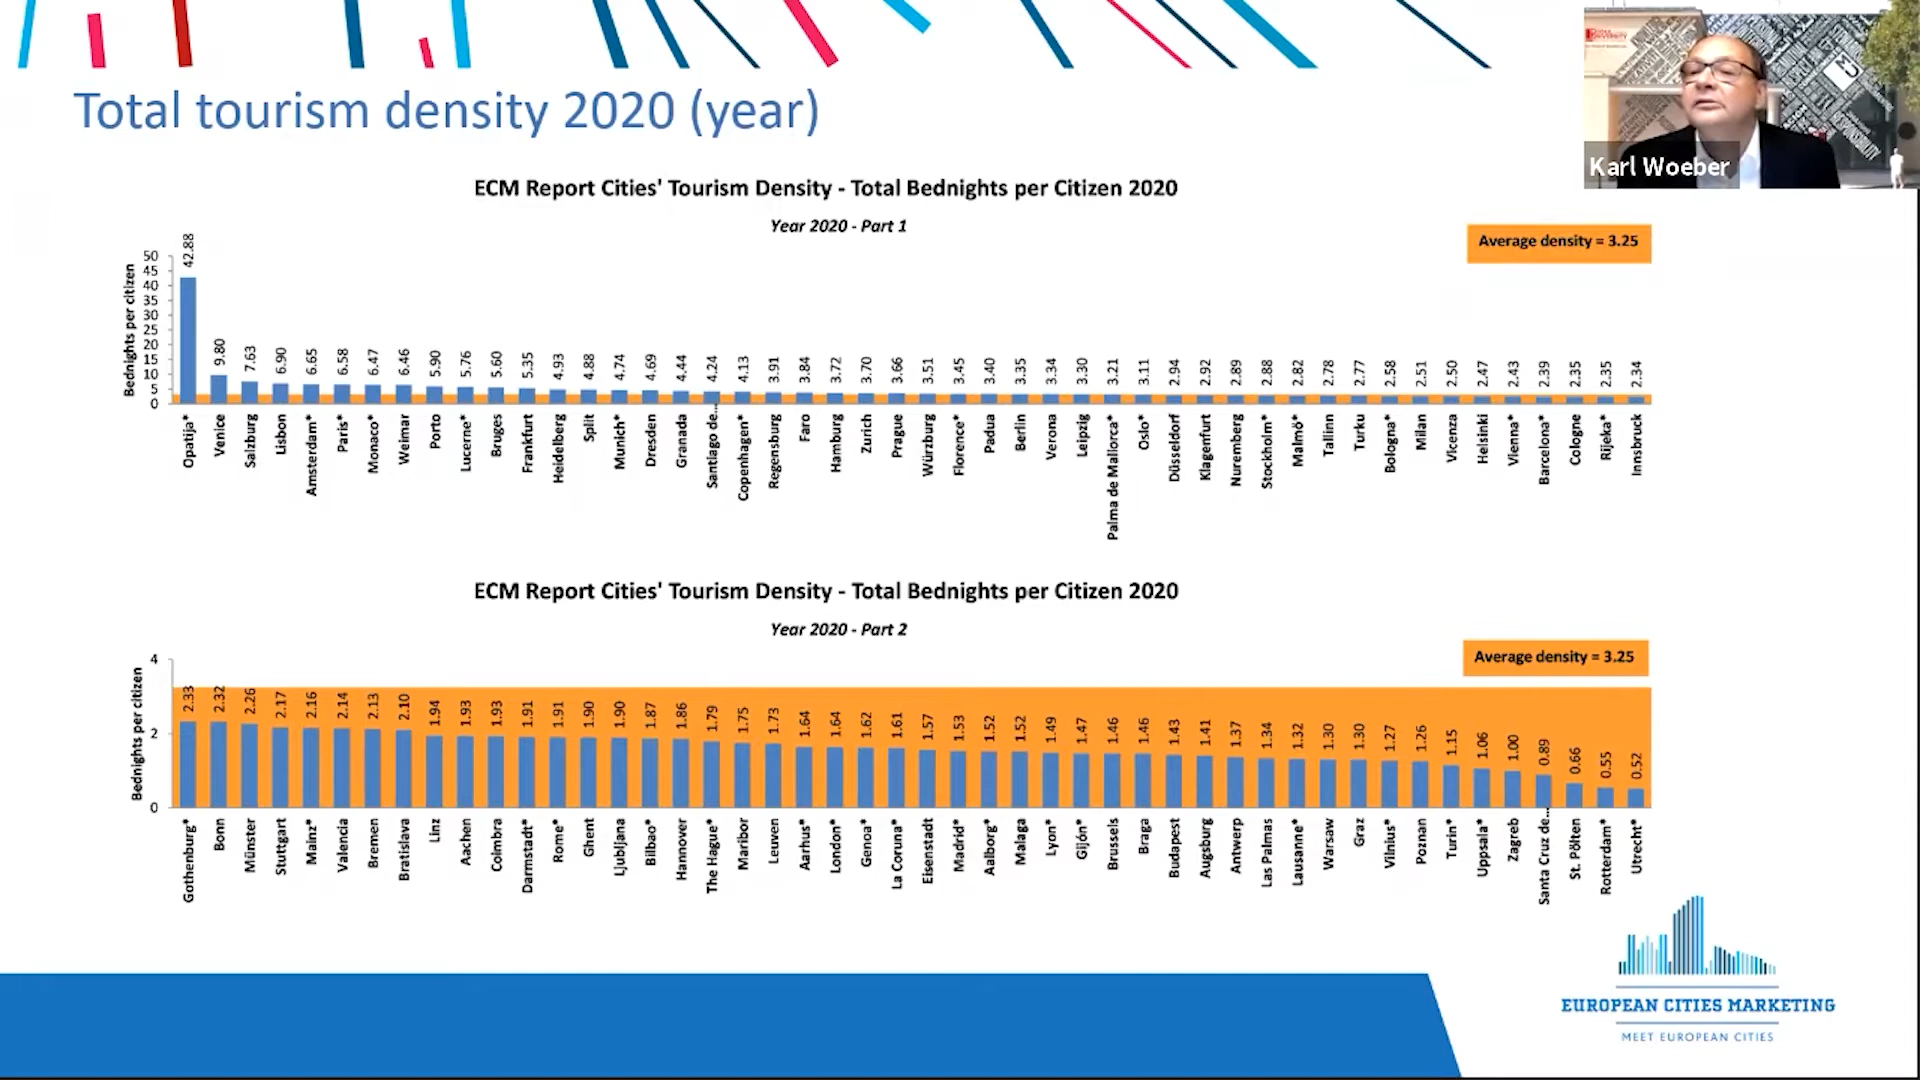 Total tourism density 2020 (year)
Karl Woeber
ECM Report Cities' Tourism Density - Total Bednights per Citizen 2020
Year 2020 - Part 1
Average density = 3.25
Bednights per citizen
50
45
40
35
30
25
20
15
10
5
0
42.88
9.80
7.63
6.90
6.65
6.58
6.47
6.46
5.90
5.76
5.60
5.35
4.93
4.88
4.74
4.69
4.44
4.24
4.13
3.91
3.84
3.72
3.70
3.66
3.51
3.45
3.40
3.35
3.34
3.30
3.21
3.11
2.94
2.92
2.89
2.88
2.82
2.78
2.77
2.58
2.51
2.50
2.47
2.43
2.39
2.35
2.35
2.34
Opatija*
Venice
Salzburg
Lisbon
Amsterdam*
Paris*
Monaco*
Weimar
Porto
Lucerne*
Bruges
Frankfurt
Heidelberg
Split
Munich*
Dresden
Granada
Santiago de...
Copenhagen*
Regensburg
Faro
Hamburg
Zurich
Prague
Würzburg
Florence*
Padua
Berlin
Verona
Leipzig
Palma de Mallorca*
Oslo*
Düsseldorf
Klagenfurt
Nuremberg
Stockholm*
Malmö*
Tallinn
Turku
Bologna*
Milan
Vicenza
Helsinki
Vienna*
Barcelona*
Cologne
Rijeka*
Innsbruck
ECM Report Cities' Tourism Density - Total Bednights per Citizen 2020
Year 2020 - Part 2
Average density = 3.25
Bednights per citizen
4
2
0
2.33
2.32
2.26
2.17
2.16
2.14
2.13
2.10
1.94
1.93
1.93
1.91
1.91
1.90
1.90
1.87
1.86
1.79
1.75
1.73
1.64
1.64
1.62
1.61
1.57
1.53
1.52
1.52
1.49
1.47
1.46
1.46
1.43
1.41
1.37
1.34
1.32
1.30
1.30
1.27
1.26
1.15
1.06
1.00
0.89
0.66
0.55
0.52
Gothenburg*
Bonn
Münster
Stuttgart
Mainz*
Valencia
Bremen
Bratislava
Linz
Aachen
Coimbra
Darmstadt*
Rome*
Ghent
Ljubljana
Bilbao*
Hannover
The Hague*
Maribor
Leuven
Aarhus*
London*
Genoa*
La Coruna*
Eisenstadt
Madrid*
Aalborg*
Malaga
Lyon*
Gijón*
Brussels
Braga
Budapest
Augsburg
Antwerp
Las Palmas
Lausanne*
Warsaw
Graz
Vilnius*
Poznan
Turin*
Uppsala*
Zagreb
Santa Cruz de...
St. Pölten
Rotterdam*
Utrecht*
EUROPEAN CITIES MARKETING
MEET EUROPEAN CITIES